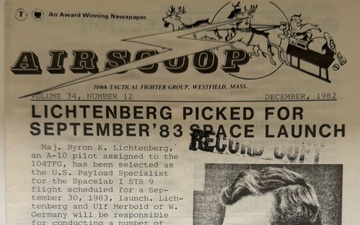 An Award Winning Newspaper
AIRSCOOP
104th TACTICAL FIGHTER GROUP, WESTFIELD, MASS.
VOLUME 34, NUMBER 12 DECEMBER, 1982
LICHTENBERG PICKED FOR
SEPTEMBER'83 SPACE LAUNCH
RECORD COPY
Maj. Byron K. Lichtenberg,
an A-10 pilot assigned to the
104TFG, has been selected as
the U.S. Payload Specialist
for the Spacelab I STS 9
flight scheduled for a Sep-
tember 30, 1983, launch. Lich-
tenberg and Ulf Merbold of W.
Germany will be responsible
for conducting a number of